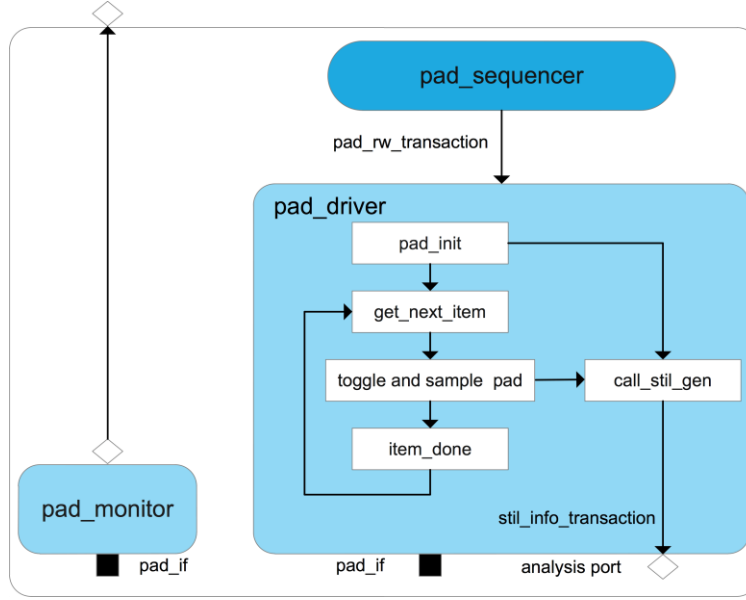 pad_sequencer
pad_rw_transaction
pad_driver
pad_init
get_next_item
toggle and sample pad
call_stil_gen
item_done
pad_monitor
stil_info_transaction
pad_if
pad_if
analysis port